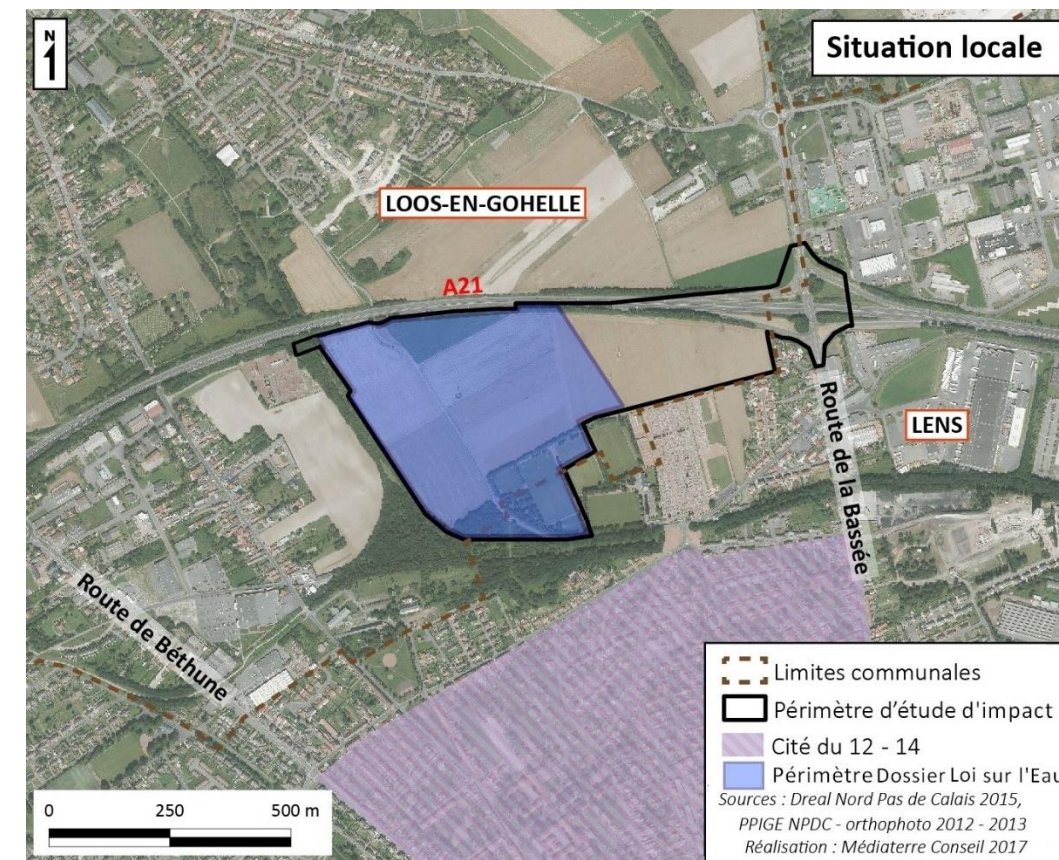 N
Situation locale
LOOS-EN-GOHELLE
A21
LENS
Route de la Bassée
Route de Béthune
Limites communales
Périmètre d'étude d'impact
Cité du 12 - 14
Périmètre Dossier Loi sur l'Eau
Sources : Dreal Nord Pas de Calais 2015,
PPIGE NPDC - orthophoto 2012 - 2013
Réalisation : Médiaterre Conseil 2017
0 250 500 m